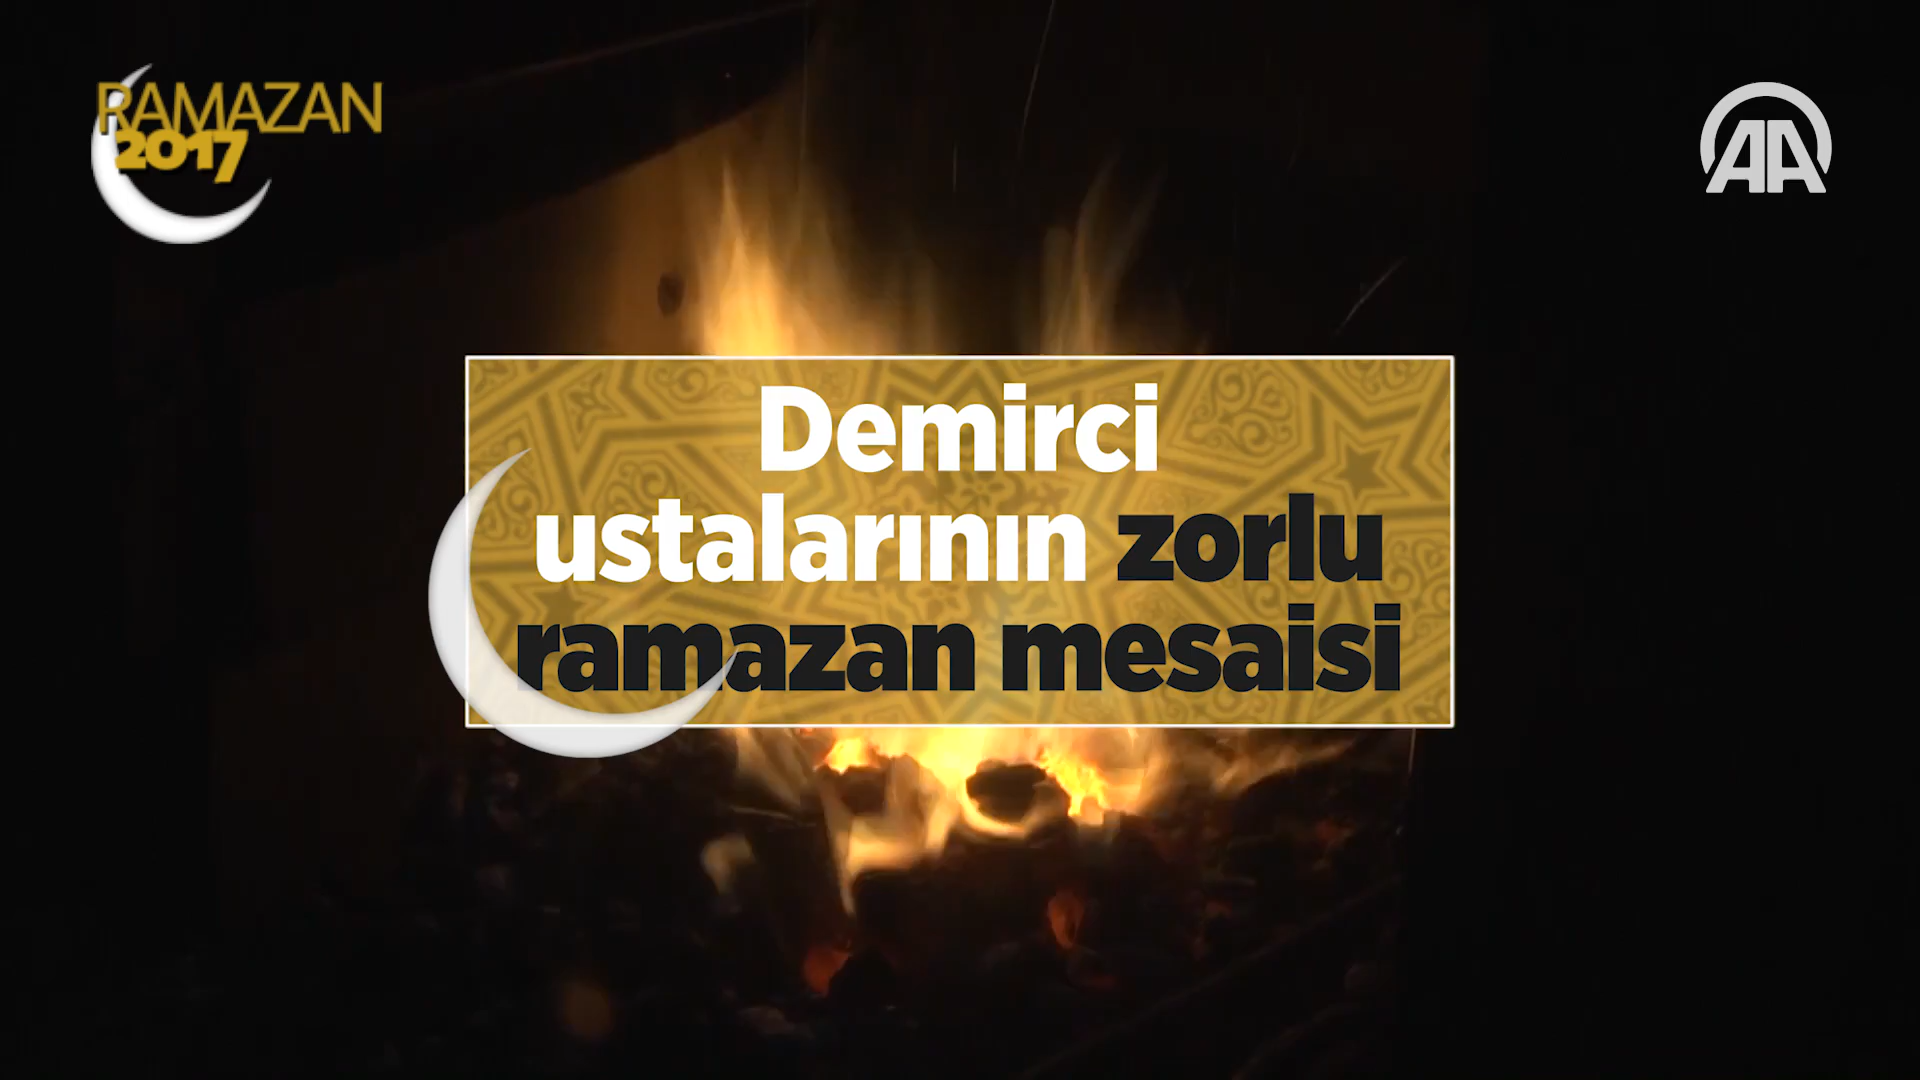 RAMAZAN
2017
AA
Demirci
ustalarının zorlu
ramazan mesaisi